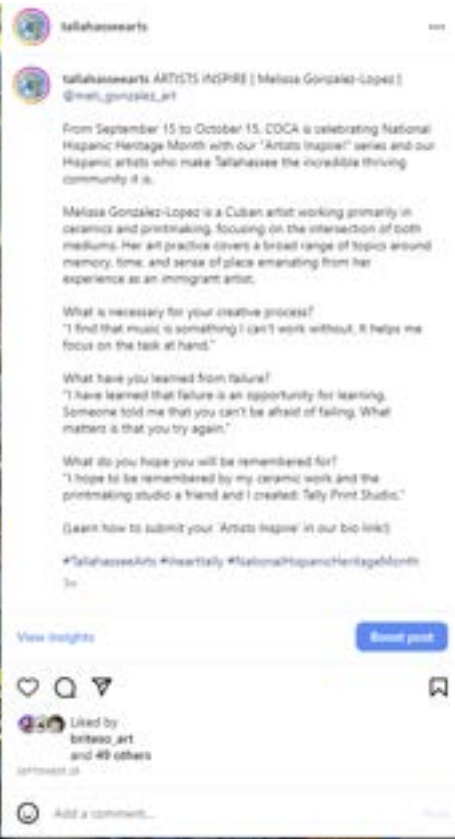 tallahasseearts
tallahasseearts ARTISTS INSPIRE | Melissa Gonzalez-Lopez |
@meli_gonzalez_art
From September 15 to October 15, COCA is celebrating National
Hispanic Heritage Month with our "Artists Inspire!" series and our
Hispanic artists who make Tallahassee the incredible thriving
community it is.
Melissa Gonzalez-Lopez is a Cuban artist working primarily in
ceramics and printmaking, focusing on the intersection of both
mediums. Her art practice covers a broad range of topics around
memory, time, and sense of place emanating from her
experience as an immigrant artist.
What is necessary for your creative process?
"I find that music is something I can't work without. It helps me
focus on the task at hand."
What have you learned from failure?
"I have learned that failure is an opportunity for learning.
Someone told me that you can't be afraid of failing. What
matters is that you try again."
What do you hope you will be remembered for?
"I hope to be remembered by my ceramic work and the
printmaking studio a friend and I created: Tally Print Studio."
(Learn how to submit your 'Artists Inspire' in our bio link!)
#TallahasseeArts #iheartTally #NationalHispanicHeritageMonth
View insights
Boost post
Liked by
briteso_art
and 49 others
Add a comment...